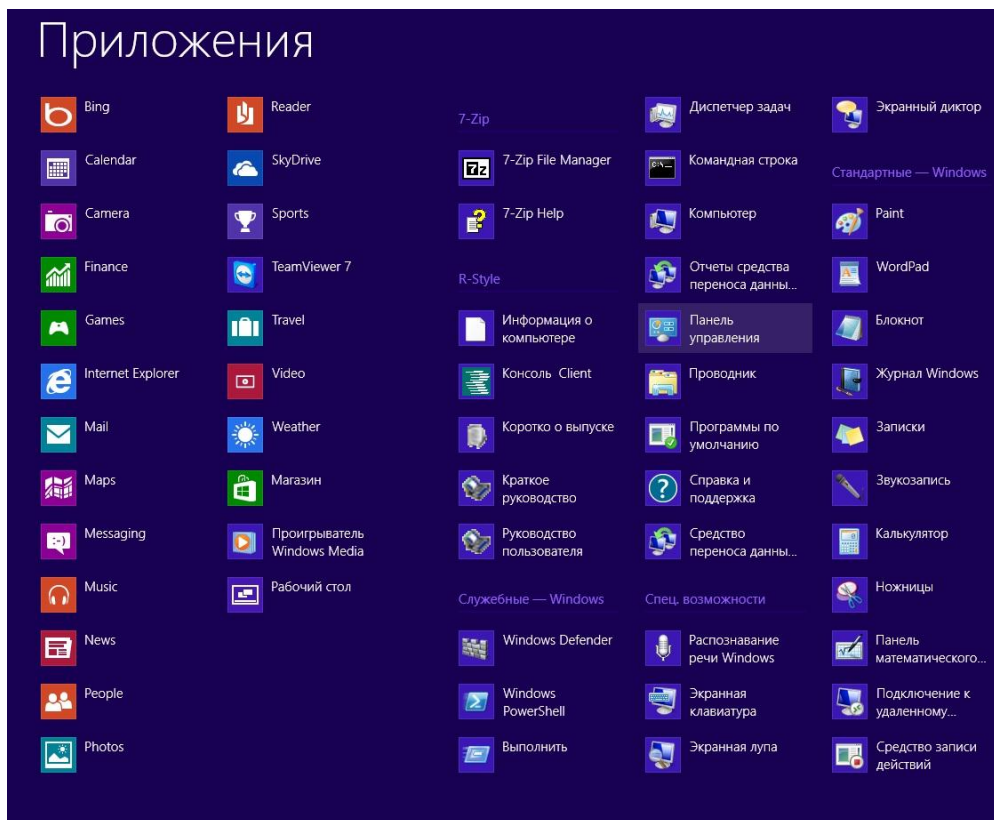 Приложения
Bing
Calendar
Camera
Finance
Games
Internet Explorer
Mail
Maps
Messaging
Music
News
People
Photos
Reader
SkyDrive
Sports
TeamViewer 7
Travel
Video
Weather
Магазин
Проигрыватель
Windows Media
Рабочий стол
7-Zip
7-Zip File Manager
7-Zip Help
R-Style
Информация о
компьютере
Консоль Client
Коротко о выпуске
Краткое
руководство
Руководство
пользователя
Служебные — Windows
Windows Defender
Windows
PowerShell
Выполнить
Диспетчер задач
Командная строка
Компьютер
Отчеты средства
переноса данны...
Панель
управления
Проводник
Программы по
умолчанию
Справка и
поддержка
Средство
переноса данны...
Спец. возможности
Распознавание
речи Windows
Экранная
клавиатура
Экранная лупа
Экранный диктор
Стандартные — Windows
Paint
WordPad
Блокнот
Журнал Windows
Записки
Звукозапись
Калькулятор
Ножницы
Панель
математического...
Подключение к
удаленному...
Средство записи
действий